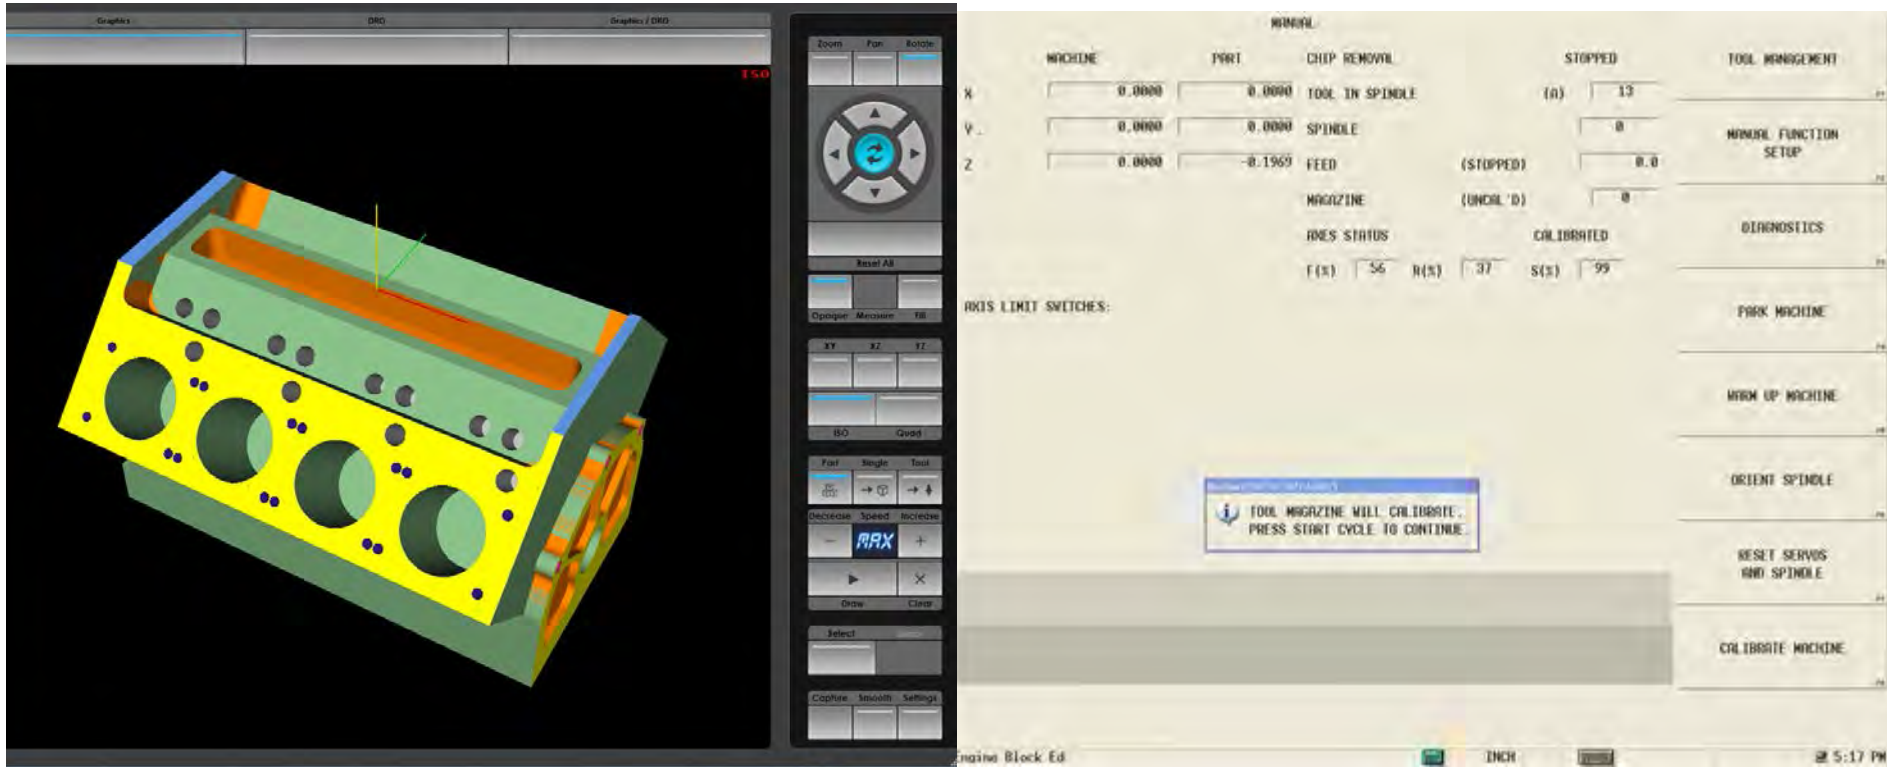 Graphics DRO Graphics / DRO
ISO
Zoom Pan Rotate
Reset All
Opaque Measure Fill
XY XZ YZ
ISO Quad
Part Single Tool
Decrease Speed Increase
MAX
Draw Clear
Select
Capture Smooth Settings
MANUAL
MACHINE PART CHIP REMOVAL STOPPED
X 0.0000 0.0000 TOOL IN SPINDLE (A) 13
Y 0.0000 0.0000 SPINDLE 0
Z 0.0000 -0.1969 FEED (STOPPED) 0.0
MAGAZINE (UNCAL'D) 0
AXES STATUS CALIBRATED
F(%) 56 R(%) 37 S(%) 99
AXIS LIMIT SWITCHES:
TOOL MAGAZINE WILL CALIBRATE.
PRESS START CYCLE TO CONTINUE.
TOOL MANAGEMENT
MANUAL FUNCTION
SETUP
DIAGNOSTICS
PARK MACHINE
WARM UP MACHINE
ORIENT SPINDLE
RESET SERVOS
AND SPINDLE
CALIBRATE MACHINE
Engine Block Ed INCH 5:17 PM